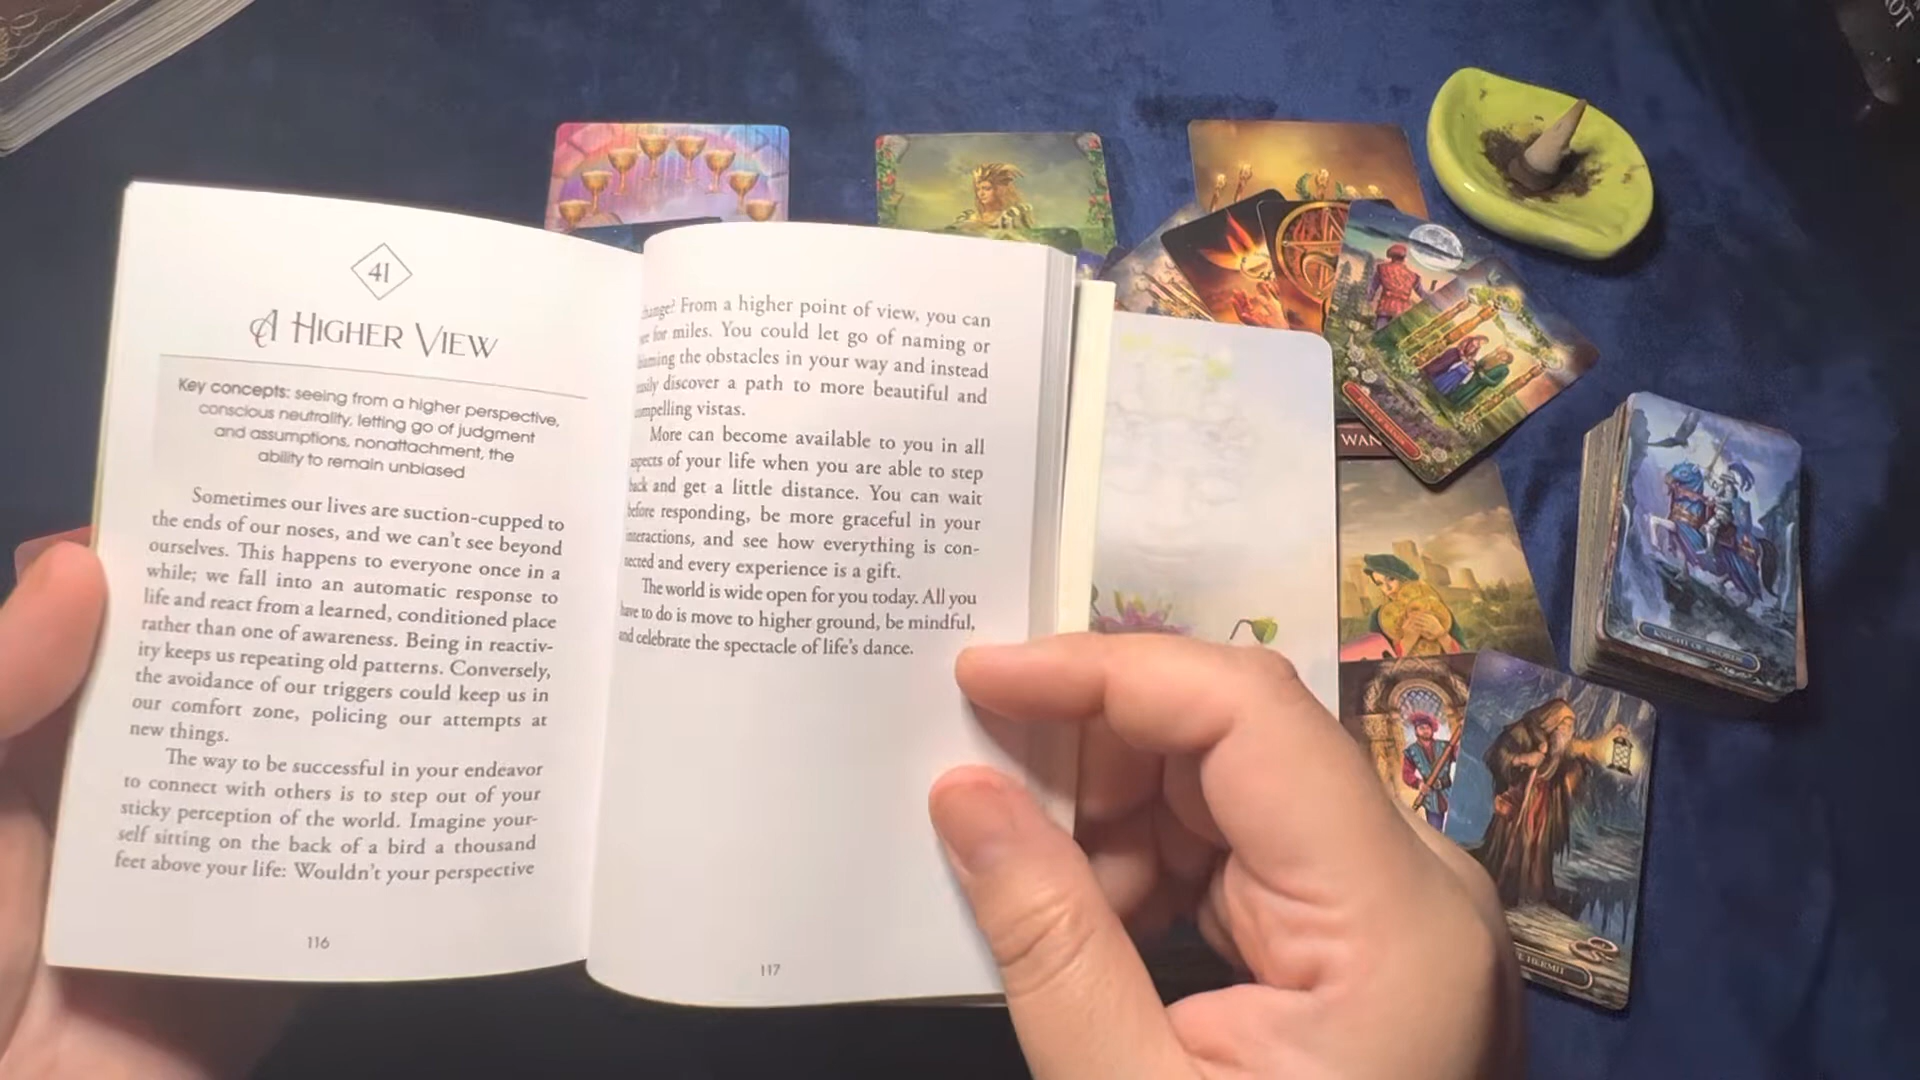 41
A HIGHER VIEW
Key concepts: seeing from a higher perspective,
conscious neutrality, letting go of judgment
and assumptions, nonattachment, the
ability to remain unbiased
Sometimes our lives are suction-cupped to
the ends of our noses, and we can't see beyond
ourselves. This happens to everyone once in a
while; we fall into an automatic response to
life and react from a learned, conditioned place
rather than one of awareness. Being in reactiv-
ity keeps us repeating old patterns. Conversely,
the avoidance of our triggers could keep us in
our comfort zone, policing our attempts at
new things.
The way to be successful in your endeavor
to connect with others is to step out of your
sticky perception of the world. Imagine your-
self sitting on the back of a bird a thousand
feet above your life: Wouldn't your perspective
116
From a higher point of view, you can
for miles. You could let go of naming or
the obstacles in your way and instead
discover a path to more beautiful and
vistas.
More can become available to you in all
aspects of your life when you are able to step
back and get a little distance. You can wait
before responding, be more graceful in your
interactions, and see how everything is con-
nected and every experience is a gift.
The world is wide open for you today. All you
have to do is move to higher ground, be mindful,
and celebrate the spectacle of life's dance.
117
WAN
KNIGHT OF SWORDS
HERMIT